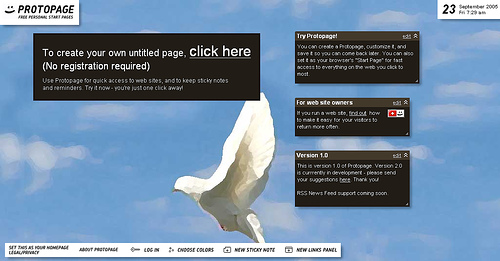 PROTOPAGE
FREE PERSONAL START PAGES
23 September 2005
Fri 7:29 am
To create your own untitled page, click here
(No registration required)
Use Protopage for quick access to web sites, and to keep sticky notes
and reminders. Try it now - you're just one click away!
Try Protopage! edit
You can create a Protopage, customize it, and
save it so you can come back later. You can also
set it as your browser's "Start Page" for fast
access to everything on the web you click to
most.
For web site owners edit
If you run a web site, find out how
to make it easy for your visitors to
return more often.
Version 1.0 edit
This is version 1.0 of Protopage. Version 2.0
is currently in development - please send
your suggestions here. Thank you!
RSS News Feed support coming soon.
SET THIS AS YOUR HOMEPAGE
LEGAL/PRIVACY
ABOUT PROTOPAGE
LOG IN
CHOOSE COLORS
NEW STICKY NOTE
NEW LINKS PANEL